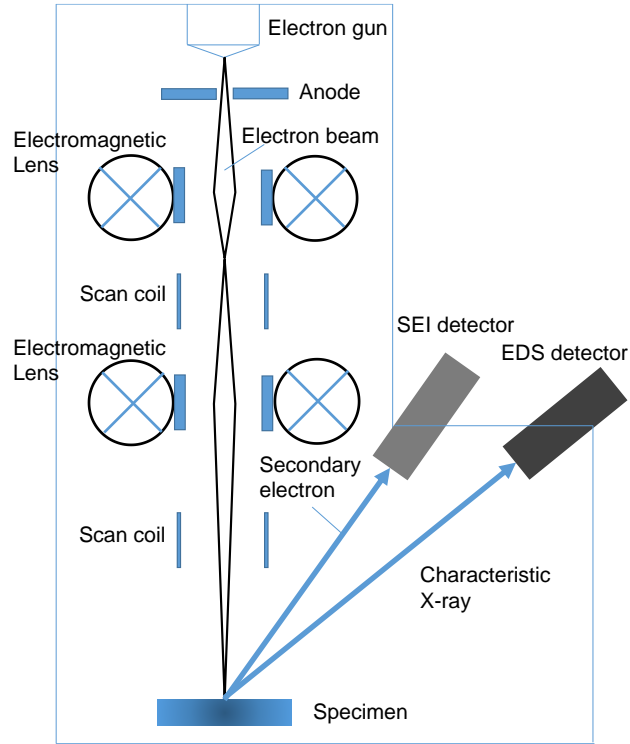 Electron gun
Anode
Electron beam
Electromagnetic
Lens
Scan coil
SEI detector
EDS detector
Electromagnetic
Lens
Secondary
electron
Scan coil
Characteristic
X-ray
Specimen